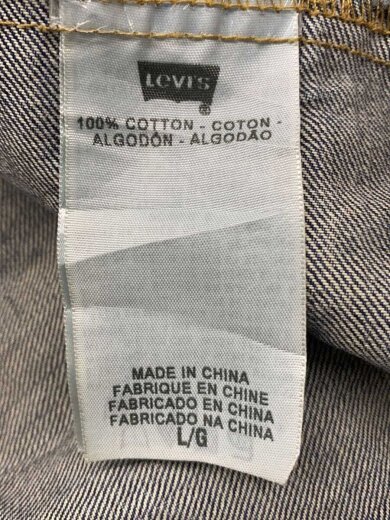 LEVI'S
®
100% COTTON - COTON -
ALGODÓN - ALGODÃO
MADE IN CHINA
FABRIQUE EN CHINE
FABRICADO EN CHINA
FABRICADO NA CHINA
L/G